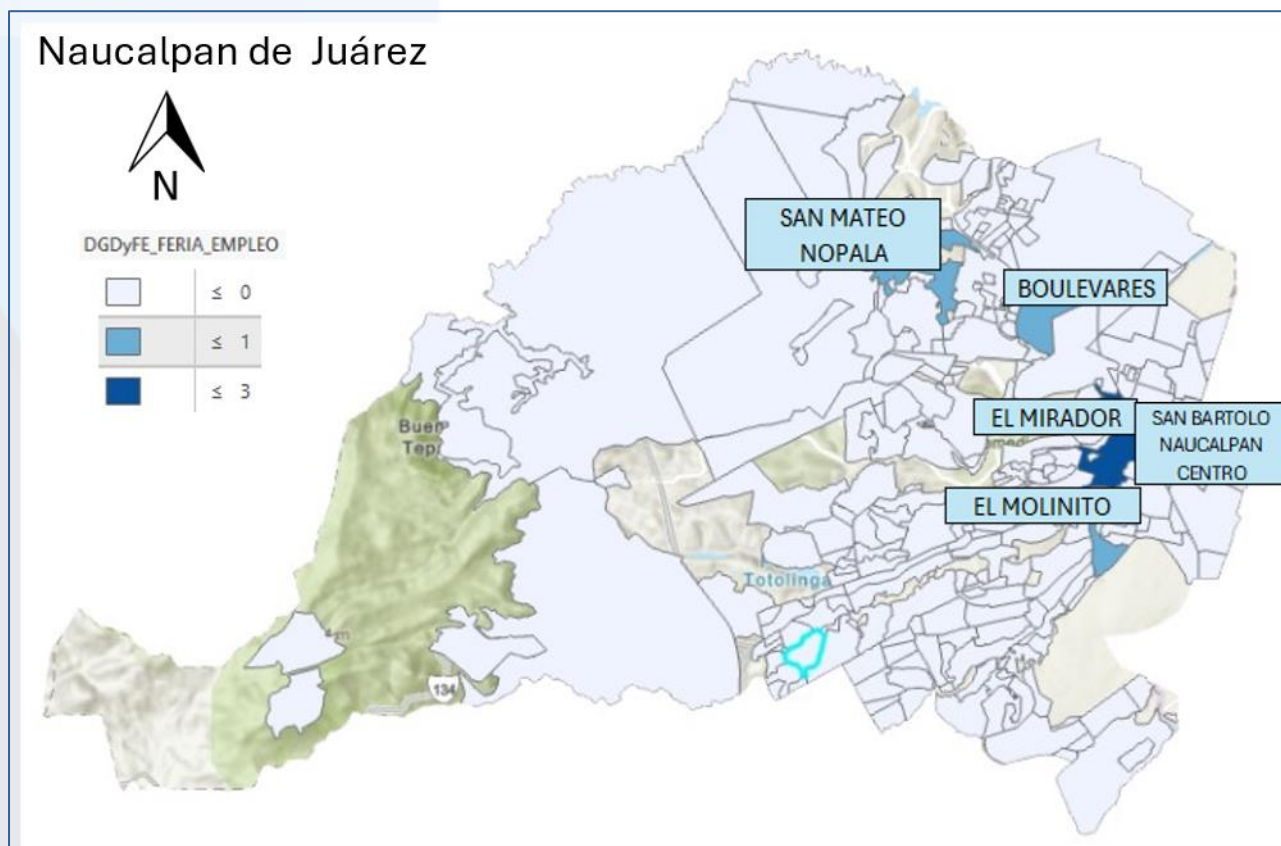 Naucalpan de Juárez
N
DGDyFE_FERIA_EMPLEO
≤ 0
≤ 1
≤ 3
SAN MATEO
NOPALA
BOULEVARES
EL MIRADOR
SAN BARTOLO
NAUCALPAN
CENTRO
EL MOLINITO
Totolinga
134